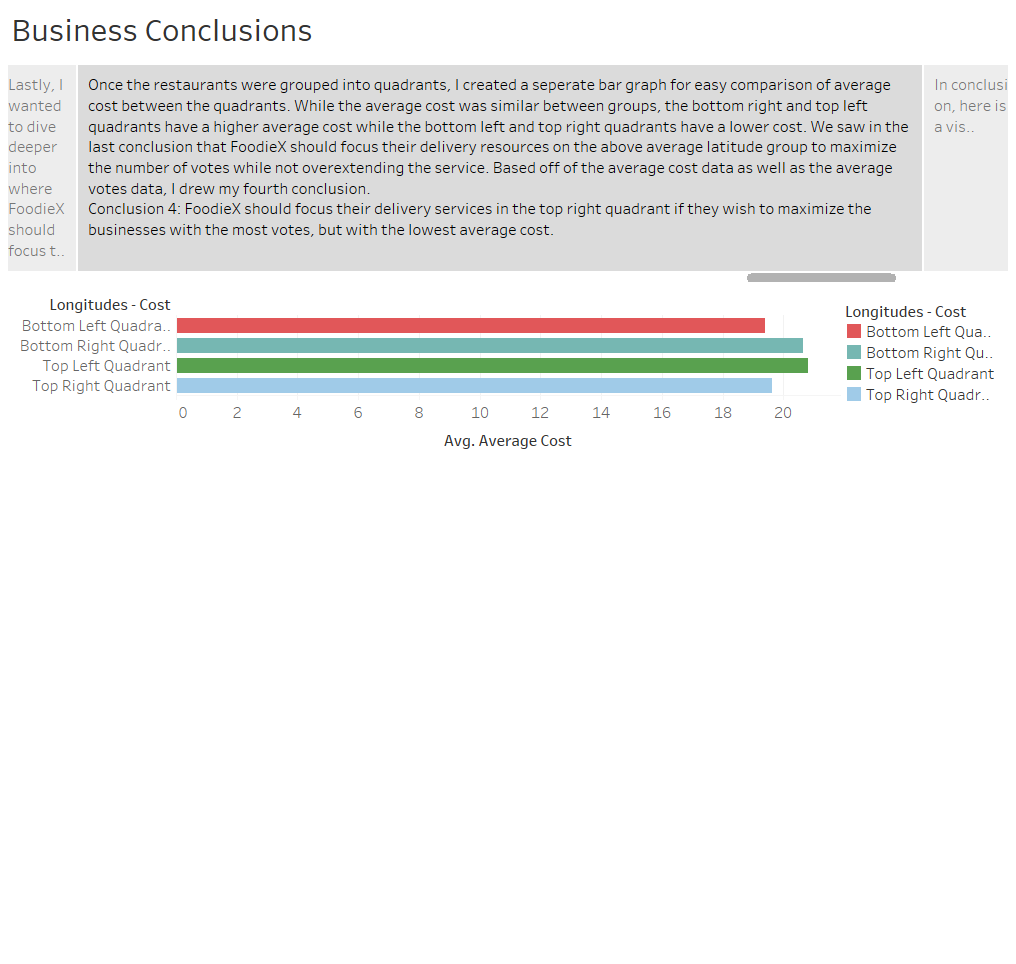 Business Conclusions
Lastly, I
wanted
to dive
deeper
into
where
FoodieX
should
focus t..
Once the restaurants were grouped into quadrants, I created a seperate bar graph for easy comparison of average
cost between the quadrants. While the average cost was similar between groups, the bottom right and top left
quadrants have a higher average cost while the bottom left and top right quadrants have a lower cost. We saw in the
last conclusion that FoodieX should focus their delivery resources on the above average latitude group to maximize
the number of votes while not overextending the service. Based off of the average cost data as well as the average
votes data, I drew my fourth conclusion.
Conclusion 4: FoodieX should focus their delivery services in the top right quadrant if they wish to maximize the
businesses with the most votes, but with the lowest average cost.
In conclusi
on, here is
a vis..
Longitudes - Cost
Bottom Left Quadra..
Bottom Right Quadr..
Top Left Quadrant
Top Right Quadrant
0 2 4 6 8 10 12 14 16 18 20
Avg. Average Cost
Longitudes - Cost
Bottom Left Qua..
Bottom Right Qu..
Top Left Quadrant
Top Right Quadr..